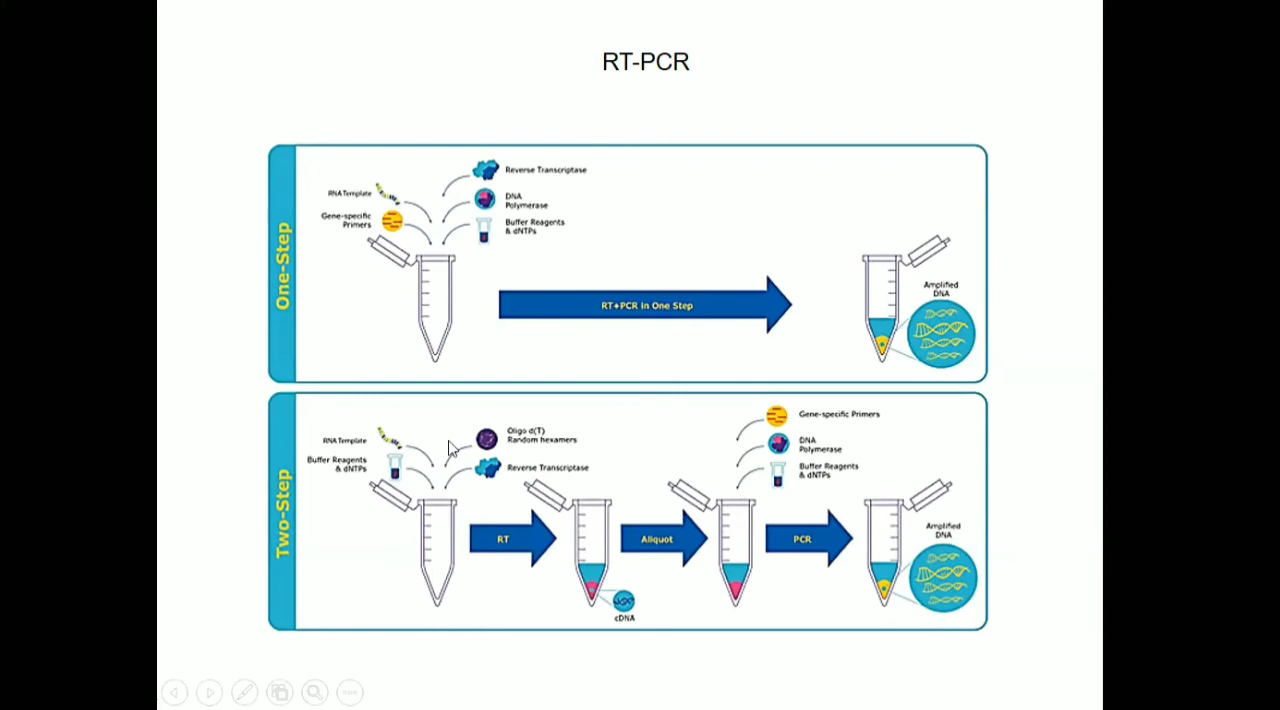 RT-PCR
One-Step
RNA Template
Gene-specific
Primers
Reverse Transcriptase
DNA
Polymerase
Buffer Reagents
& dNTPs
RT+PCR in One Step
Amplified
DNA
Two-Step
RNA Template
Buffer Reagents
& dNTPs
Oligo d(T)
Random hexamers
Reverse Transcriptase
RT
cDNA
Aliquot
Gene-specific Primers
DNA
Polymerase
Buffer Reagents
& dNTPs
PCR
Amplified
DNA